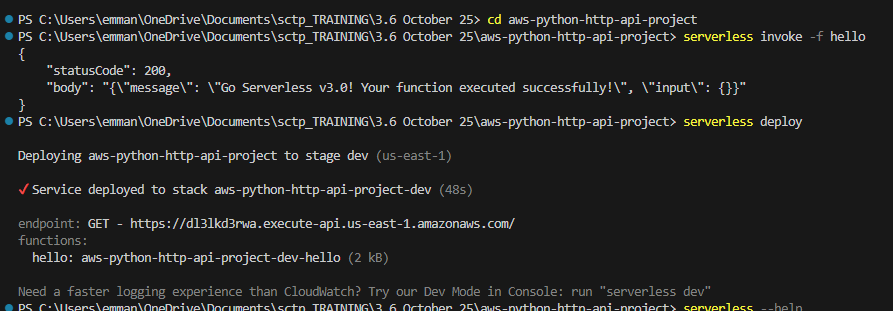 PS C:\Users\emman\OneDrive\Documents\sctp_TRAINING\3.6 October 25> cd aws-python-http-api-project
PS C:\Users\emman\OneDrive\Documents\sctp_TRAINING\3.6 October 25\aws-python-http-api-project> serverless invoke -f hello
{
    "statusCode": 200,
    "body": "{\"message\": \"Go Serverless v3.0! Your function executed successfully!\", \"input\": {}}"
}
PS C:\Users\emman\OneDrive\Documents\sctp_TRAINING\3.6 October 25\aws-python-http-api-project> serverless deploy
Deploying aws-python-http-api-project to stage dev (us-east-1)
✓ Service deployed to stack aws-python-http-api-project-dev (48s)
endpoint: GET - https://dl3lkd3rwa.execute-api.us-east-1.amazonaws.com/
functions:
  hello: aws-python-http-api-project-dev-hello (2 kB)
Need a faster logging experience than CloudWatch? Try our Dev Mode in Console: run "serverless dev"
PS C:\Users\emman\OneDrive\Documents\sctp_TRAINING\3.6 October 25\aws-python-http-api-project> serverless --help